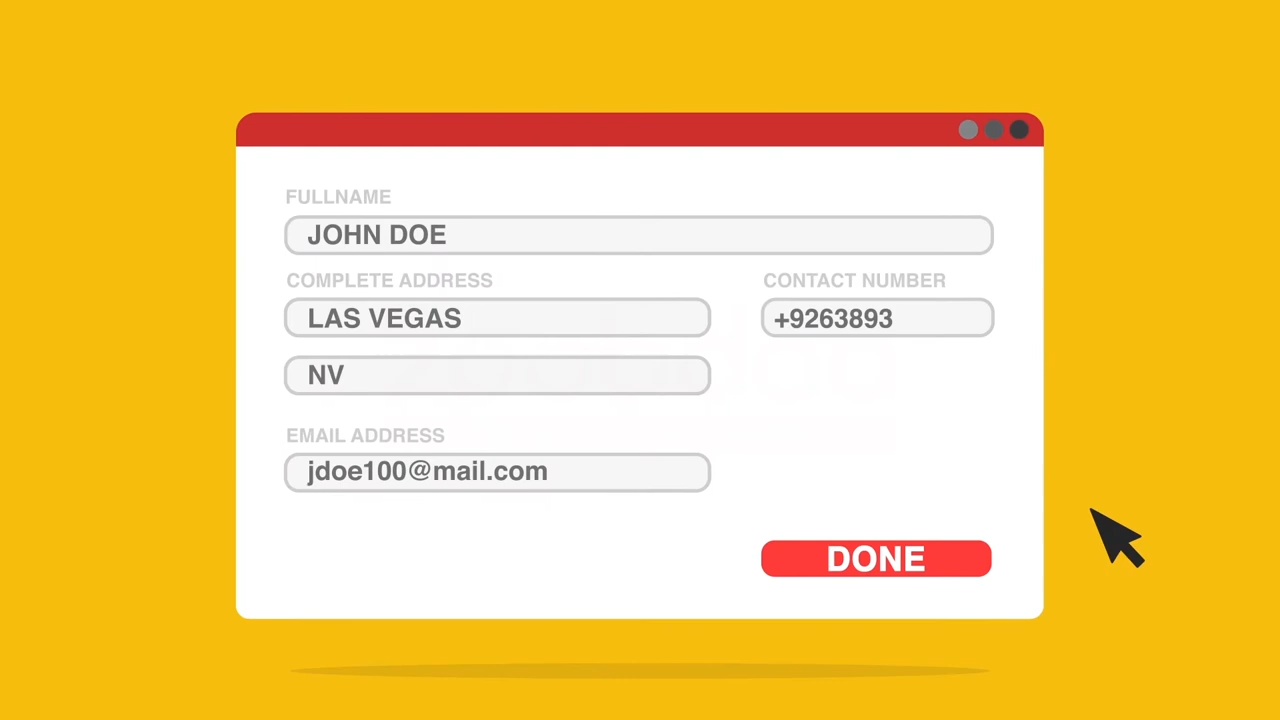 FULLNAME
JOHN DOE
COMPLETE ADDRESS
CONTACT NUMBER
LAS VEGAS
+9263893
NV
EMAIL ADDRESS
jdoe100@mail.com
DONE